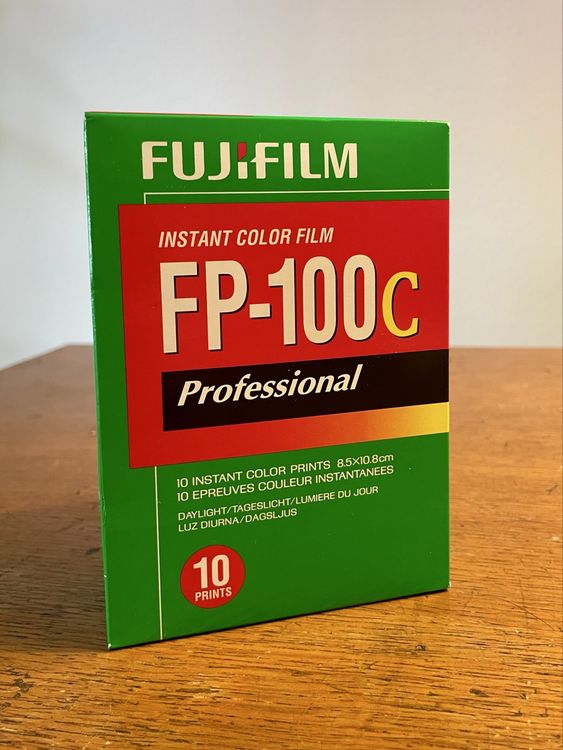 FUJIFILM
INSTANT COLOR FILM
FP-100C
Professional
10 INSTANT COLOR PRINTS 8.5×10.8cm
10 EPREUVES COULEUR INSTANTANEES
DAYLIGHT/TAGESLICHT/LUMIERE DU JOUR
LUZ DIURNA/DAGSLJUS
10
PRINTS